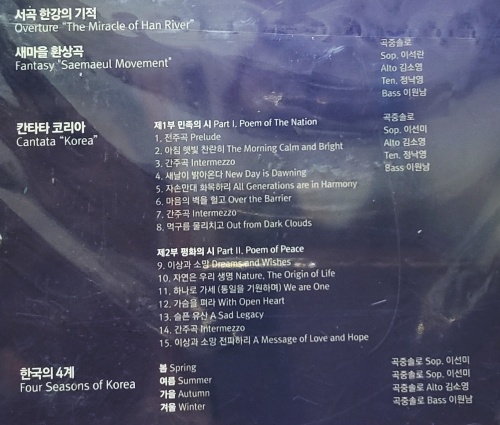 서곡 한강의 기적
Overture "The Miracle of Han River"
새마을 환상곡
Fantasy "Saemaeul Movement"
곡중솔로
Sop. 이석란
Alto 김소영
Ten. 정낙영
Bass 이원남
칸타타 코리아
Cantata "Korea"
제1부 민족의 시 Part I. Poem of The Nation
1. 전주곡 Prelude
2. 아침 햇빛 찬란히 The Morning Calm and Bright
3. 간주곡 Intermezzo
4. 새날이 밝아온다 New Day is Dawning
5. 자손만대 화목하리 All Generations are in Harmony
6. 마음의 벽을 헐고 Over the Barrier
7. 간주곡 Intermezzo
8. 먹구름 물리치고 Out from Dark Clouds
곡중솔로
Sop. 이선미
Alto 김소영
Ten. 정낙영
Bass 이원남
제2부 평화의 시 Part II. Poem of Peace
9. 이상과 소망 Dreams and Wishes
10. 자연은 우리 생명 Nature, The Origin of Life
11. 하나로 가세 (통일을 기원하며) We are One
12. 가슴을 펴라 With Open Heart
13. 슬픈 유산 A Sad Legacy
14. 간주곡 Intermezzo
15. 이상과 소망 전파하리 A Message of Love and Hope
한국의 4계
Four Seasons of Korea
봄 Spring
여름 Summer
가을 Autumn
겨울 Winter
곡중솔로 Sop. 이선미
곡중솔로 Sop. 이선미
곡중솔로 Alto 김소영
곡중솔로 Bass 이원남